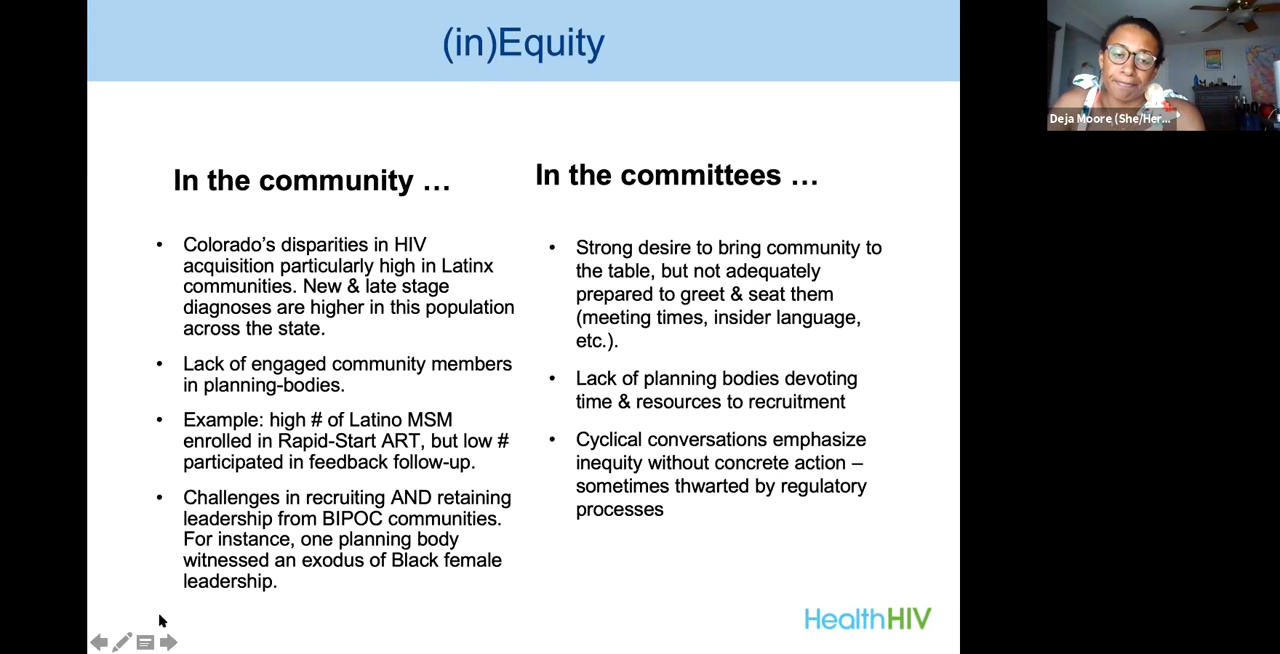 (in)Equity
In the community …
• Colorado’s disparities in HIV
acquisition particularly high in Latinx
communities. New & late stage
diagnoses are higher in this population
across the state.
• Lack of engaged community members
in planning-bodies.
• Example: high # of Latino MSM
enrolled in Rapid-Start ART, but low #
participated in feedback follow-up.
• Challenges in recruiting AND retaining
leadership from BIPOC communities.
For instance, one planning body
witnessed an exodus of Black female
leadership.
In the committees …
• Strong desire to bring community to
the table, but not adequately
prepared to greet & seat them
(meeting times, insider language,
etc.).
• Lack of planning bodies devoting
time & resources to recruitment
• Cyclical conversations emphasize
inequity without concrete action –
sometimes thwarted by regulatory
processes
HealthHIV
Deja Moore (She/Her...